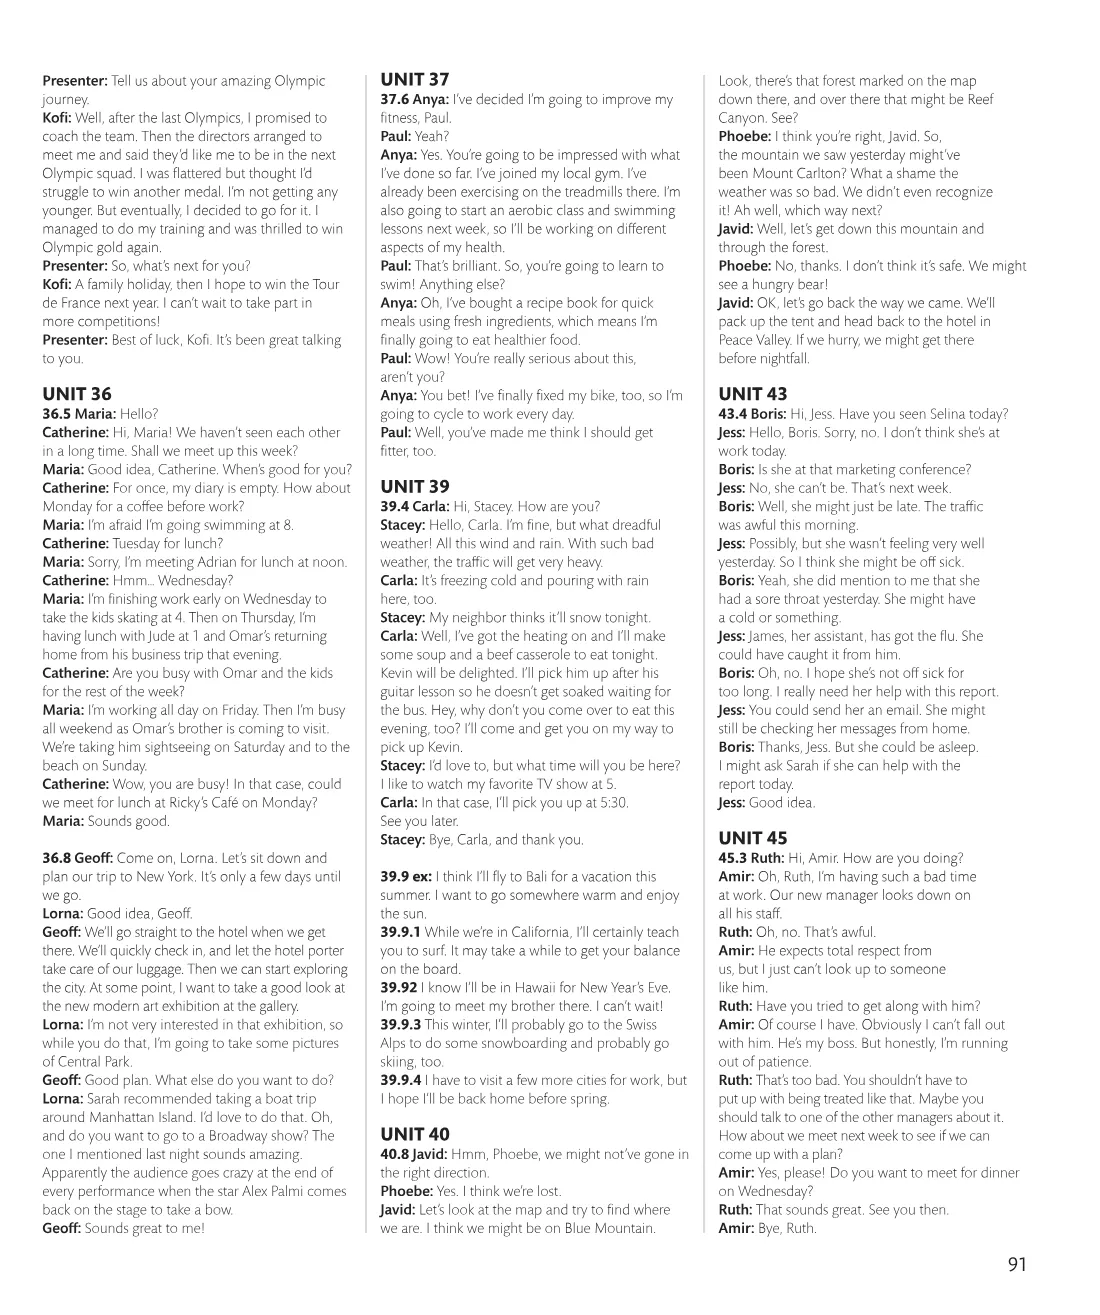 Presenter: Tell us about your amazing Olympic
journey.
Kofi: Well, after the last Olympics, I promised to
coach the team. Then the directors arranged to
meet me and said they'd like me to be in the next
Olympic squad. I was flattered but thought I'd
struggle to win another medal. I'm not getting any
younger. But eventually, I decided to go for it. I
managed to do my training and was thrilled to win
Olympic gold again.
Presenter: So, what's next for you?
Kofi: A family holiday, then I hope to win the Tour
de France next year. I can't wait to take part in
more competitions!
Presenter: Best of luck, Kofi. It's been great talking
to you.
UNIT 36
36.5 Maria: Hello?
Catherine: Hi, Maria! We haven't seen each other
in a long time. Shall we meet up this week?
Maria: Good idea, Catherine. When's good for you?
Catherine: For once, my diary is empty. How about
Monday for a coffee before work?
Maria: I'm afraid I'm going swimming at 8.
Catherine: Tuesday for lunch?
Maria: Sorry, I'm meeting Adrian for lunch at noon.
Catherine: Hmm... Wednesday?
Maria: I'm finishing work early on Wednesday to
take the kids skating at 4. Then on Thursday, I'm
having lunch with Jude at 1 and Omar's returning
home from his business trip that evening.
Catherine: Are you busy with Omar and the kids
for the rest of the week?
Maria: I'm working all day on Friday. Then I'm busy
all weekend as Omar's brother is coming to visit.
We're taking him sightseeing on Saturday and to the
beach on Sunday.
Catherine: Wow, you are busy! In that case, could
we meet for lunch at Ricky's Café on Monday?
Maria: Sounds good.
36.8 Geoff: Come on, Lorna. Let's sit down and
plan our trip to New York. It's only a few days until
we go.
Lorna: Good idea, Geoff.
Geoff: We'll go straight to the hotel when we get
there. We'll quickly check in, and let the hotel porter
take care of our luggage. Then we can start exploring
the city. At some point, I want to take a good look at
the new modern art exhibition at the gallery.
Lorna: I'm not very interested in that exhibition, so
while you do that, I'm going to take some pictures
of Central Park.
Geoff: Good plan. What else do you want to do?
Lorna: Sarah recommended taking a boat trip
around Manhattan Island. I'd love to do that. Oh,
and do you want to go to a Broadway show? The
one I mentioned last night sounds amazing.
Apparently the audience goes crazy at the end of
every performance when the star Alex Palmi comes
back on the stage to take a bow.
Geoff: Sounds great to me!
UNIT 37
37.6 Anya: I've decided I'm going to improve my
fitness, Paul.
Paul: Yeah?
Anya: Yes. You're going to be impressed with what
I've done so far. I've joined my local gym. I've
already been exercising on the treadmills there. I'm
also going to start an aerobic class and swimming
lessons next week, so I'll be working on different
aspects of my health.
Paul: That's brilliant. So, you're going to learn to
swim! Anything else?
Anya: Oh, I've bought a recipe book for quick
meals using fresh ingredients, which means I'm
finally going to eat healthier food.
Paul: Wow! You're really serious about this,
aren't you?
Anya: You bet! I've finally fixed my bike, too, so I'm
going to cycle to work every day.
Paul: Well, you've made me think I should get
fitter, too.
UNIT 39
39.4 Carla: Hi, Stacey. How are you?
Stacey: Hello, Carla. I'm fine, but what dreadful
weather! All this wind and rain. With such bad
weather, the traffic will get very heavy.
Carla: It's freezing cold and pouring with rain
here, too.
Stacey: My neighbor thinks it'll snow tonight.
Carla: Well, I've got the heating on and I'll make
some soup and a beef casserole to eat tonight.
Kevin will be delighted. I'll pick him up after his
guitar lesson so he doesn't get soaked waiting for
the bus. Hey, why don't you come over to eat this
evening, too? I'll come and get you on my way to
pick up Kevin.
Stacey: I'd love to, but what time will you be here?
I like to watch my favorite TV show at 5.
Carla: In that case, I'll pick you up at 5:30.
See you later.
Stacey: Bye, Carla, and thank you.
39.9 ex: I think I'll fly to Bali for a vacation this
summer. I want to go somewhere warm and enjoy
the sun.
39.9.1 While we're in California, I'll certainly teach
you to surf. It may take a while to get your balance
on the board.
39.92 I know I'll be in Hawaii for New Year's Eve.
I'm going to meet my brother there. I can't wait!
39.9.3 This winter, I'll probably go to the Swiss
Alps to do some snowboarding and probably go
skiing, too.
39.9.4 I have to visit a few more cities for work, but
I hope I'll be back home before spring.
UNIT 40
40.8 Javid: Hmm, Phoebe, we might not've gone in
the right direction.
Phoebe: Yes. I think we're lost.
Javid: Let's look at the map and try to find where
we are. I think we might be on Blue Mountain.
Look, there's that forest marked on the map
down there, and over there that might be Reef
Canyon. See?
Phoebe: I think you're right, Javid. So,
the mountain we saw yesterday might've
been Mount Carlton? What a shame the
weather was so bad. We didn't even recognize
it! Ah well, which way next?
Javid: Well, let's get down this mountain and
through the forest.
Phoebe: No, thanks. I don't think it's safe. We might
see a hungry bear!
Javid: OK, let's go back the way we came. We'll
pack up the tent and head back to the hotel in
Peace Valley. If we hurry, we might get there
before nightfall.
UNIT 43
43.4 Boris: Hi, Jess. Have you seen Selina today?
Jess: Hello, Boris. Sorry, no. I don't think she's at
work today.
Boris: Is she at that marketing conference?
Jess: No, she can't be. That's next week.
Boris: Well, she might just be late. The traffic
was awful this morning.
Jess: Possibly, but she wasn't feeling very well
yesterday. So I think she might be off sick.
Boris: Yeah, she did mention to me that she
had a sore throat yesterday. She might have
a cold or something.
Jess: James, her assistant, has got the flu. She
could have caught it from him.
Boris: Oh, no. I hope she's not off sick for
too long. I really need her help with this report.
Jess: You could send her an email. She might
still be checking her messages from home.
Boris: Thanks, Jess. But she could be asleep.
I might ask Sarah if she can help with the
report today.
Jess: Good idea.
UNIT 45
45.3 Ruth: Hi, Amir. How are you doing?
Amir: Oh, Ruth, I'm having such a bad time
at work. Our new manager looks down on
all his staff.
Ruth: Oh, no. That's awful.
Amir: He expects total respect from
us, but I just can't look up to someone
like him.
Ruth: Have you tried to get along with him?
Amir: Of course I have. Obviously I can't fall out
with him. He's my boss. But honestly, I'm running
out of patience.
Ruth: That's too bad. You shouldn't have to
put up with being treated like that. Maybe you
should talk to one of the other managers about it.
How about we meet next week to see if we can
come up with a plan?
Amir: Yes, please! Do you want to meet for dinner
on Wednesday?
Ruth: That sounds great. See you then.
Amir: Bye, Ruth.
91